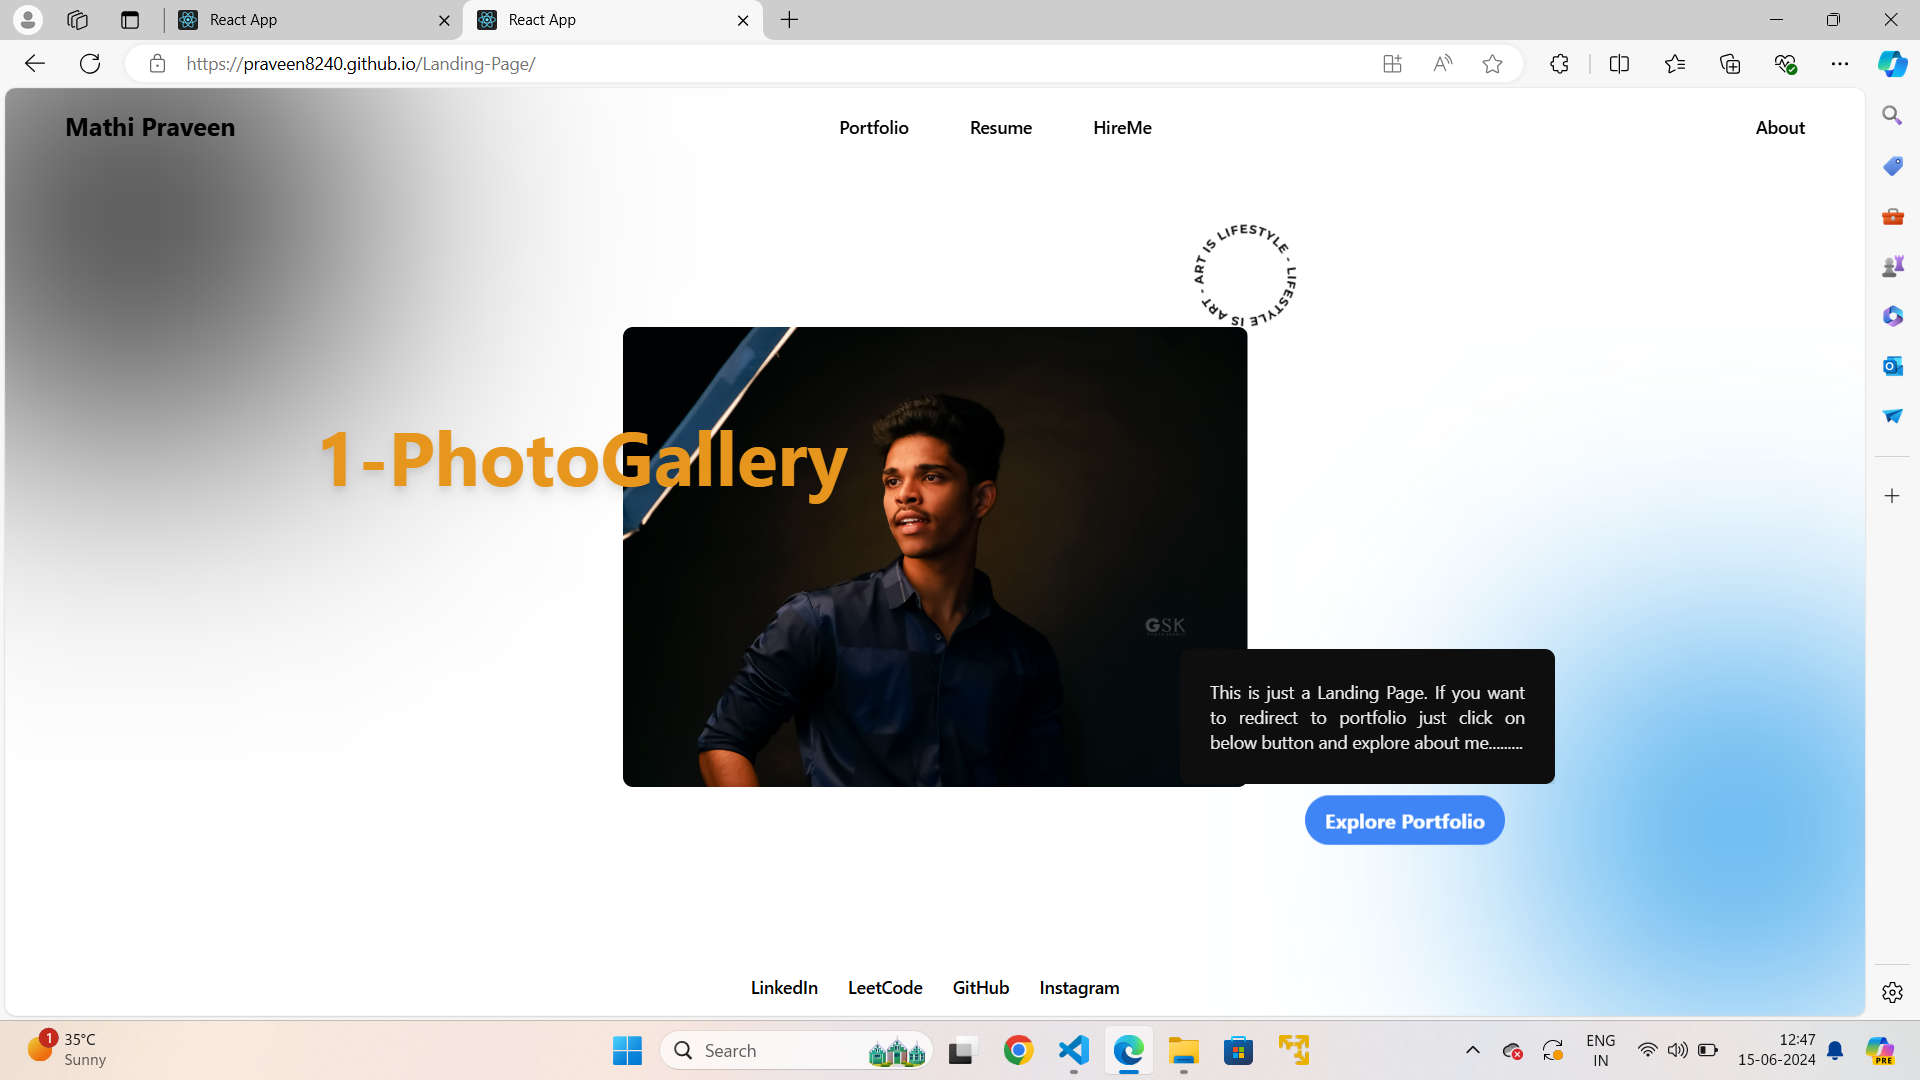 React App
React App
https://praveen8240.github.io/Landing-Page/
Mathi Praveen
Portfolio
Resume
HireMe
About
ART IS LIFESTYLE - LIFESTYLE IS ART -
1-PhotoGallery
GSK
This is just a Landing Page. If you want
to redirect to portfolio just click on
below button and explore about me.........
Explore Portfolio
LinkedIn
LeetCode
GitHub
Instagram
1
35°C
Sunny
Search
ENG
IN
12:47
15-06-2024
PRE